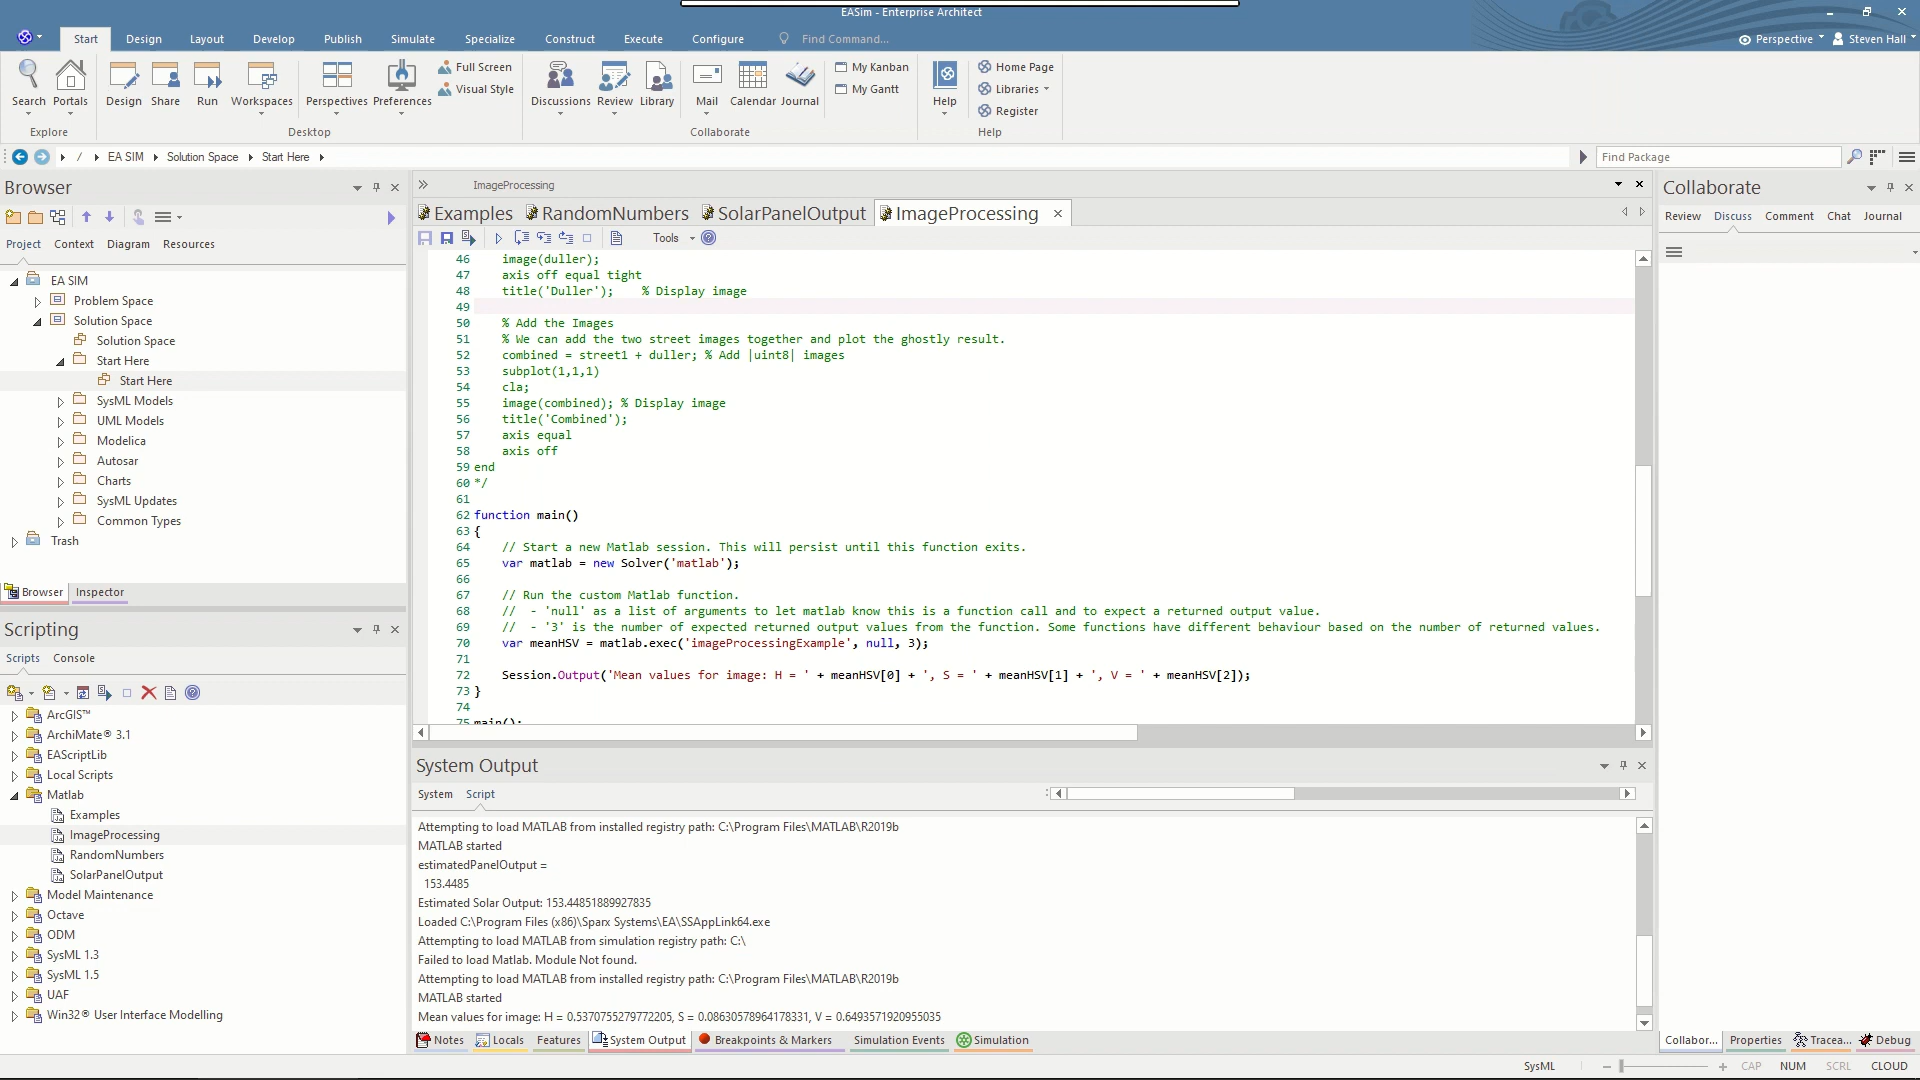 EASim - Enterprise Architect
Start Design Layout Develop Publish Simulate Specialize Construct Execute Configure Find Command... Perspective Steven Hall
Full Screen
Visual Style
My Kanban
My Gantt
Home Page
Libraries
Register
Search Portals Design Share Run Workspaces Perspectives Preferences Discussions Review Library Mail Calendar Journal Help
Explore Desktop Collaborate Help
/ EA SIM Solution Space Start Here Find Package
Browser
Project Context Diagram Resources
EA SIM
Problem Space
Solution Space
Solution Space
Start Here
Start Here
SysML Models
UML Models
Modelica
Autosar
Charts
SysML Updates
Common Types
Trash
Browser Inspector
Scripting
Scripts Console
ArcGIS™
ArchiMate® 3.1
EAScriptLib
Local Scripts
Matlab
Examples
ImageProcessing
RandomNumbers
SolarPanelOutput
Model Maintenance
Octave
ODM
SysML 1.3
SysML 1.5
UAF
Win32® User Interface Modelling
ImageProcessing
Examples RandomNumbers SolarPanelOutput ImageProcessing
Tools
46 image(duller);
47 axis off equal tight
48 title('Duller'); % Display image
49
50 % Add the Images
51 % We can add the two street images together and plot the ghostly result.
52 combined = street1 + duller; % Add |uint8| images
53 subplot(1,1,1)
54 cla;
55 image(combined); % Display image
56 title('Combined');
57 axis equal
58 axis off
59 end
60 */
61
62 function main()
63 {
64 // Start a new Matlab session. This will persist until this function exits.
65 var matlab = new Solver('matlab');
66
67 // Run the custom Matlab function.
68 // - 'null' as a list of arguments to let matlab know this is a function call and to expect a returned output value.
69 // - '3' is the number of expected returned output values from the function. Some functions have different behaviour based on the number of returned values.
70 var meanHSV = matlab.exec('imageProcessingExample', null, 3);
71
72 Session.Output('Mean values for image: H = ' + meanHSV[0] + ', S = ' + meanHSV[1] + ', V = ' + meanHSV[2]);
73 }
74
75 main();
System Output
System Script
Attempting to load MATLAB from installed registry path: C:\Program Files\MATLAB\R2019b
MATLAB started
estimatedPanelOutput =
153.4485
Estimated Solar Output: 153.44851889927835
Loaded C:\Program Files (x86)\Sparx Systems\EA\SSAppLink64.exe
Attempting to load MATLAB from simulation registry path: C:\
Failed to load Matlab. Module Not found.
Attempting to load MATLAB from installed registry path: C:\Program Files\MATLAB\R2019b
MATLAB started
Mean values for image: H = 0.5370755279772205, S = 0.08630578964178331, V = 0.6493571920955035
Notes Locals Features System Output Breakpoints & Markers Simulation Events Simulation
Collaborate
Review Discuss Comment Chat Journal
Collabor... Properties Tracea... Debug
SysML CAP NUM SCRL CLOUD